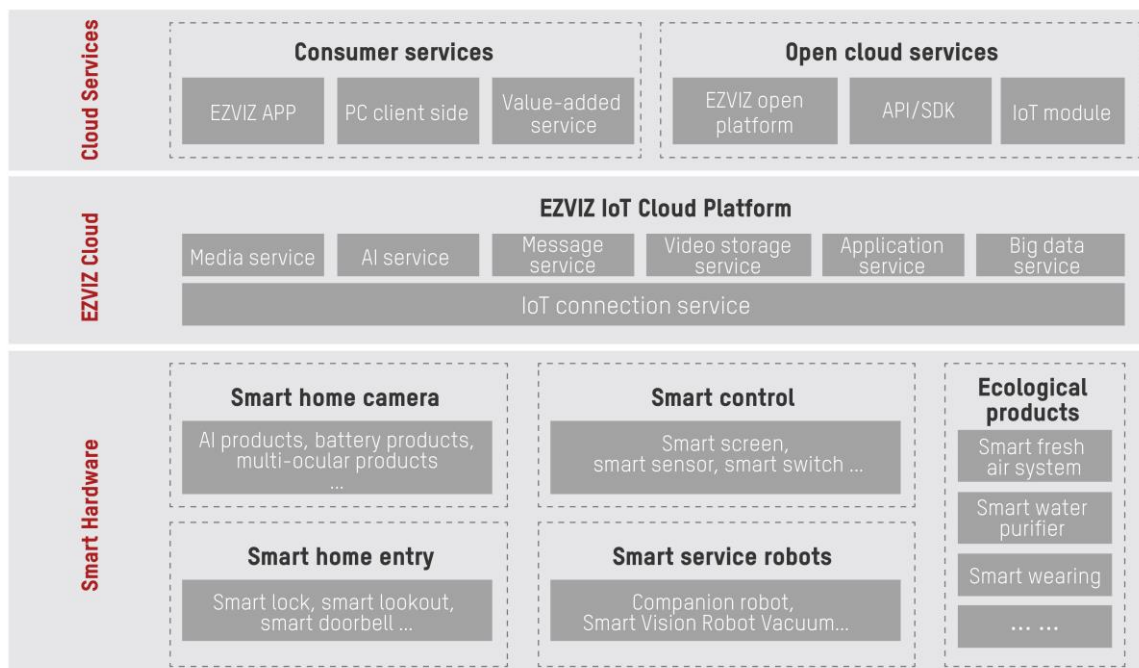 Cloud Services
Consumer services
EZVIZ APP
PC client side
Value-added
service
Open cloud services
EZVIZ open
platform
API/SDK
IoT module
EZVIZ Cloud
EZVIZ IoT Cloud Platform
Media service
AI service
Message
service
Video storage
service
Application
service
Big data
service
IoT connection service
Smart Hardware
Smart home camera
AI products, battery products,
multi-ocular products
...
Smart control
Smart screen,
smart sensor, smart switch ...
Smart home entry
Smart lock, smart lookout,
smart doorbell ...
Smart service robots
Companion robot,
Smart Vision Robot Vacuum...
Ecological
products
Smart fresh
air system
Smart water
purifier
Smart wearing
... ...